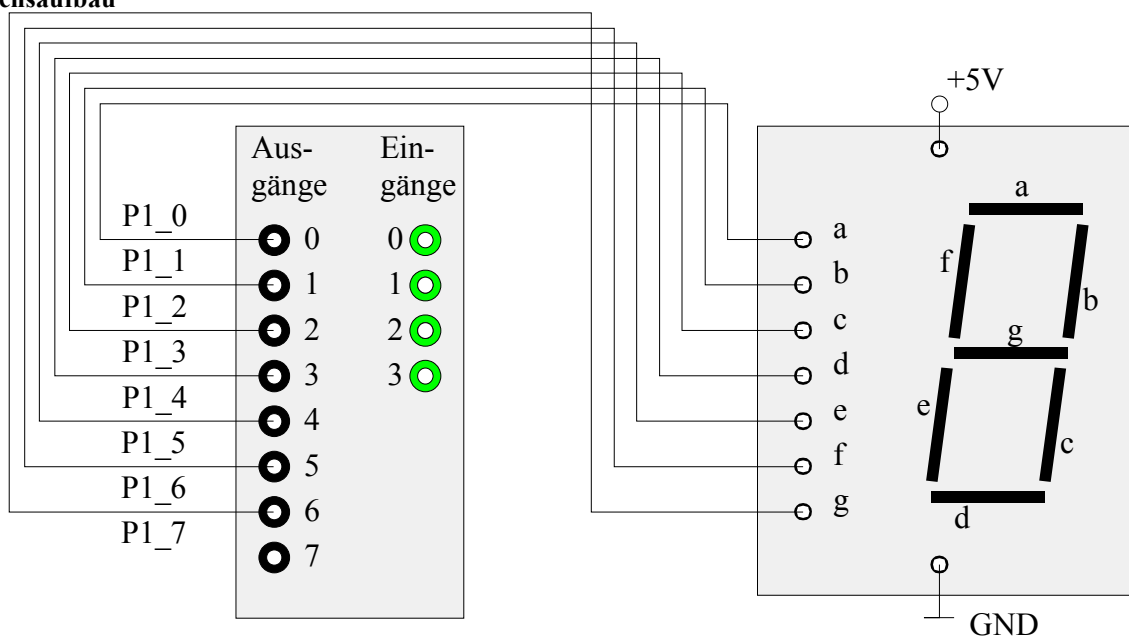 +5V
Aus-
gänge
Ein-
gänge
P1_0
P1_1
P1_2
P1_3
P1_4
P1_5
P1_6
P1_7
0
1
2
3
4
5
6
7
0
1
2
3
a
b
c
d
e
f
g
a
f
b
g
e
c
d
GND